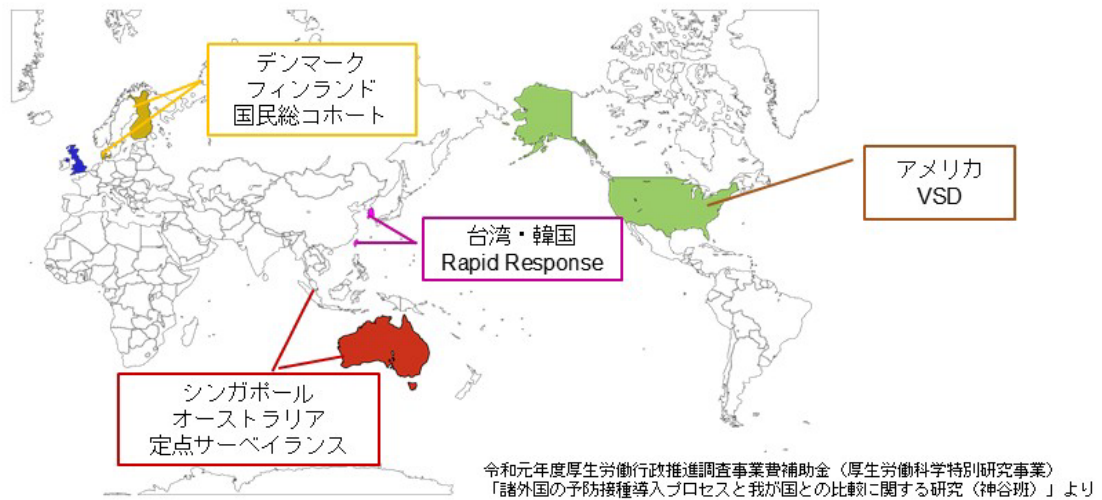 デンマーク
フィンランド
国民総コホート
アメリカ
VSD
台湾・韓国
Rapid Response
シンガポール
オーストラリア
定点サーベイランス
令和元年度厚生労働行政推進調査事業費補助金（厚生労働科学特別研究事業）
「諸外国の予防接種導入プロセスと我が国との比較に関する研究（神谷班）」より